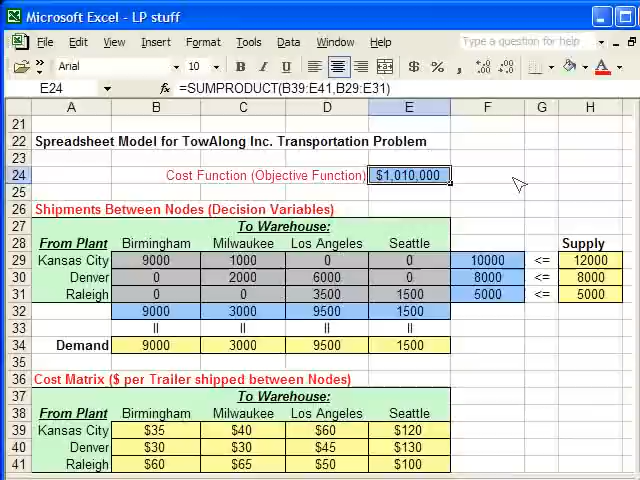 Microsoft Excel - LP stuff
File Edit View Insert Format Tools Data Window Help Type a question for help
Arial 10 B I U $ % , .00 A
E24 =SUMPRODUCT(B39:E41,B29:E31)
A B C D E F G H
21
22 Spreadsheet Model for TowAlong Inc. Transportation Problem
23
24 Cost Function (Objective Function) $1,010,000
25
26 Shipments Between Nodes (Decision Variables)
27 To Warehouse:
28 From Plant Birmingham Milwaukee Los Angeles Seattle Supply
29 Kansas City 9000 1000 0 0 10000 <= 12000
30 Denver 0 2000 6000 0 8000 <= 8000
31 Raleigh 0 0 3500 1500 5000 <= 5000
32 9000 3000 9500 1500
33 = = = =
34 Demand 9000 3000 9500 1500
35
36 Cost Matrix ($ per Trailer shipped between Nodes)
37 To Warehouse:
38 From Plant Birmingham Milwaukee Los Angeles Seattle
39 Kansas City $35 $40 $60 $120
40 Denver $30 $30 $45 $130
41 Raleigh $60 $65 $50 $100